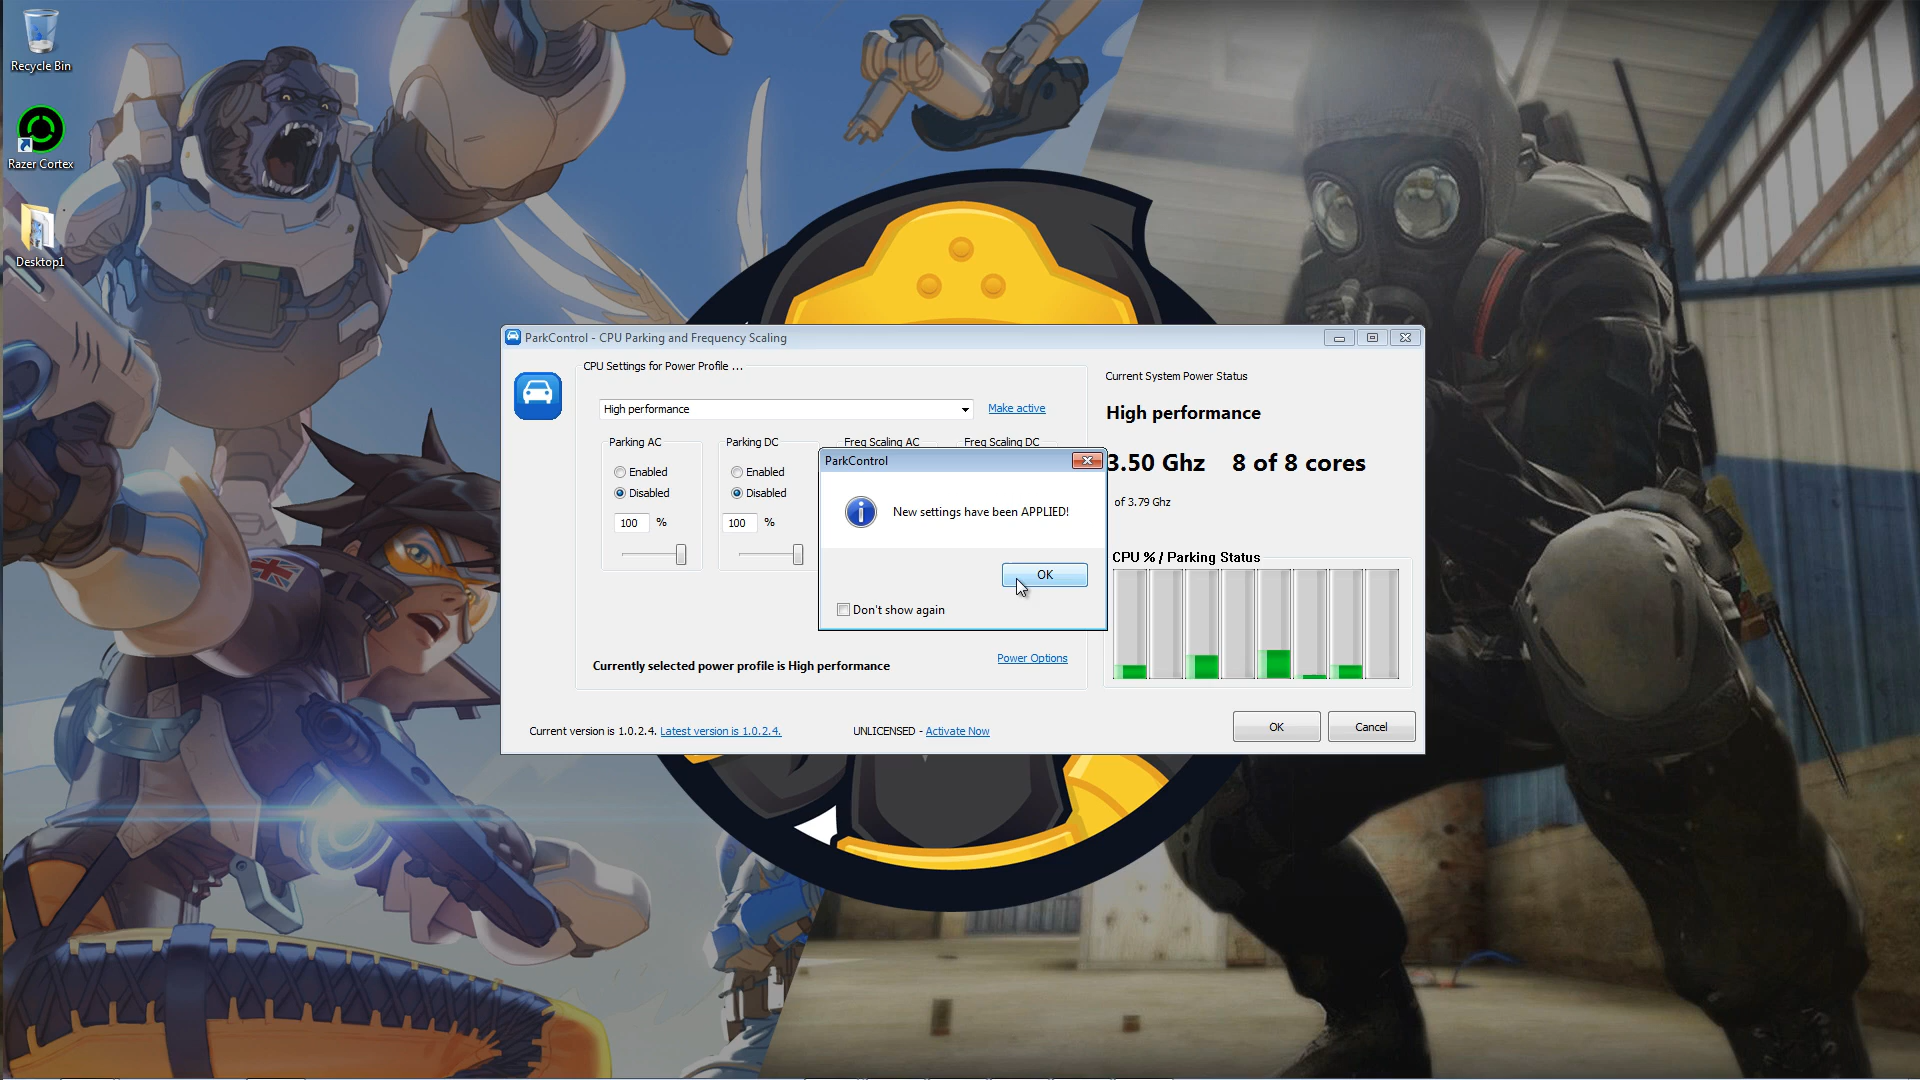 Recycle Bin
Razer Cortex
Desktop1
ParkControl - CPU Parking and Frequency Scaling
CPU Settings for Power Profile ...
High performance
Make active
Parking AC
Parking DC
Freq Scaling AC
Freq Scaling DC
Enabled
Disabled
100 %
Enabled
Disabled
100 %
ParkControl
New settings have been APPLIED!
OK
Don't show again
Currently selected power profile is High performance
Power Options
Current System Power Status
High performance
3.50 Ghz 8 of 8 cores
of 3.79 Ghz
CPU % / Parking Status
Current version is 1.0.2.4. Latest version is 1.0.2.4.
UNLICENSED - Activate Now
OK
Cancel